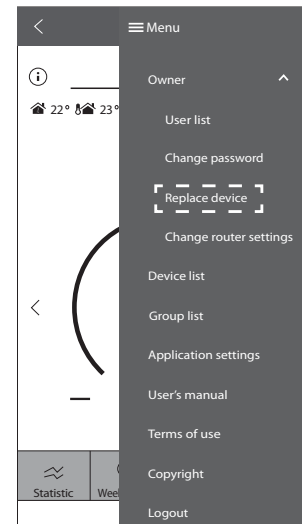 Menu
Owner
22° 23°
User list
Change password
Replace device
Change router settings
Device list
Group list
Application settings
User's manual
Terms of use
Copyright
Logout
Statistic